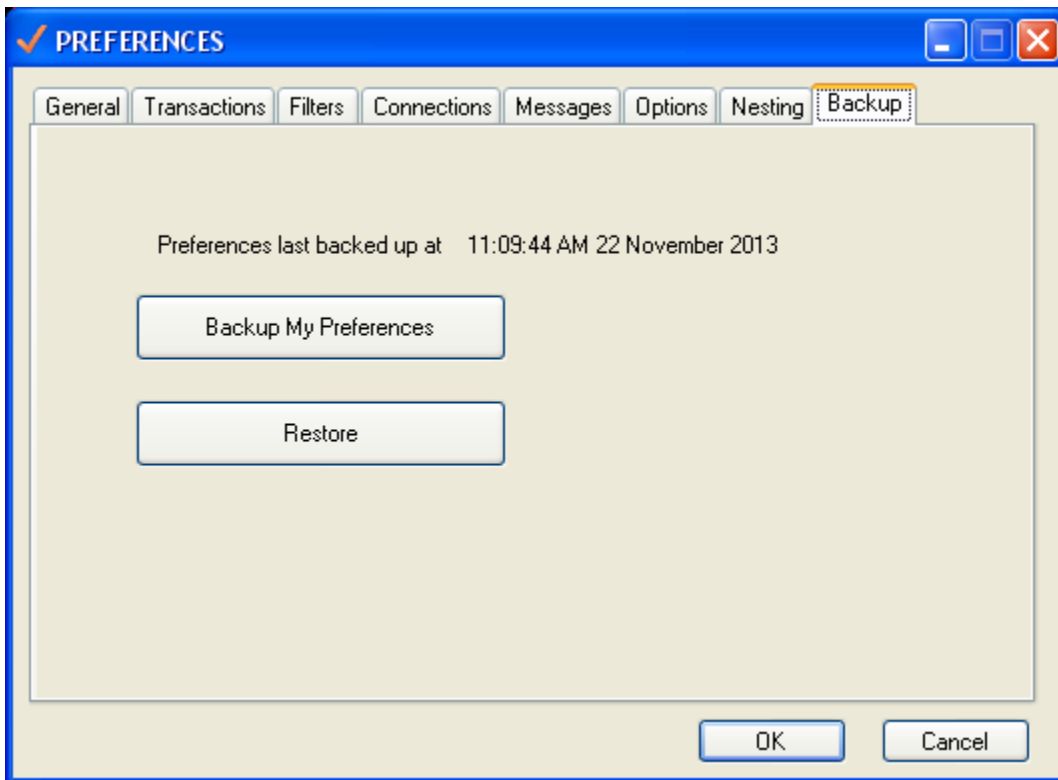 PREFERENCES
General Transactions Filters Connections Messages Options Nesting Backup
Preferences last backed up at 11:09:44 AM 22 November 2013
Backup My Preferences
Restore
OK Cancel